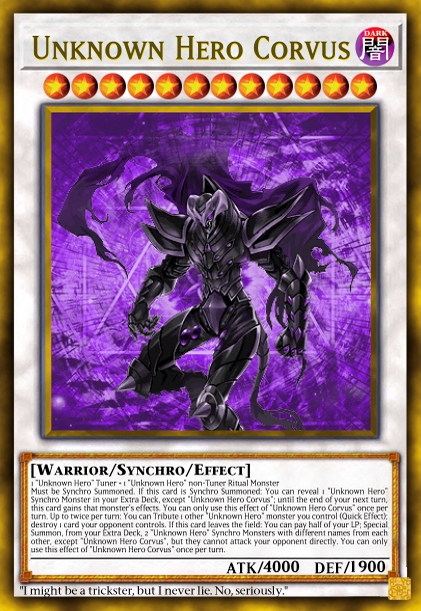 Unknown Hero Corvus
DARK
闇
[Warrior/Synchro/Effect]
1 "Unknown Hero" Tuner + 1 "Unknown Hero" non-Tuner Ritual Monster
Must be Synchro Summoned. If this card is Synchro Summoned: You can reveal 1 "Unknown Hero"
Synchro Monster in your Extra Deck, except "Unknown Hero Corvus"; until the end of your next turn,
this card gains that monster's effects. You can only use this effect of "Unknown Hero Corvus" once per
turn. Up to twice per turn: You can Tribute 1 other "Unknown Hero" monster you control (Quick Effect);
destroy 1 card your opponent controls. If this card leaves the field: You can pay half of your LP; Special
Summon, from your Extra Deck, 2 "Unknown Hero" Synchro Monsters with different names from each
other, except "Unknown Hero Corvus", but they cannot attack your opponent directly. You can only
use this effect of "Unknown Hero Corvus" once per turn.
ATK/4000 DEF/1900
"I might be a trickster, but I never lie. No, seriously."